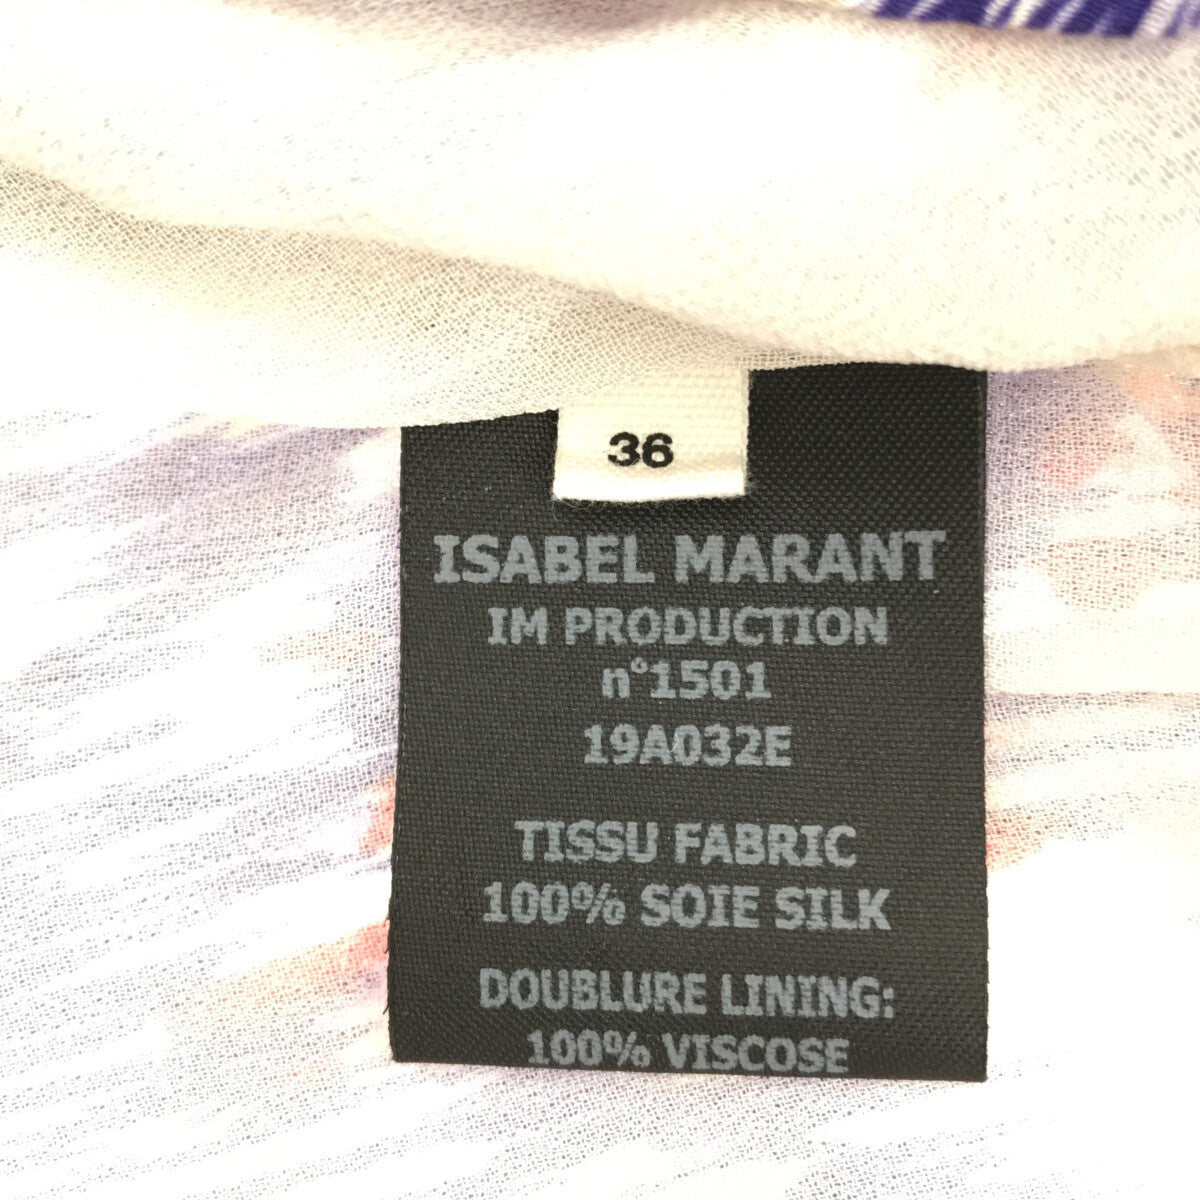 36
ISABEL MARANT
IM PRODUCTION
n°1501
19A032E
TISSU FABRIC
100% SOIE SILK
DOUBLURE LINING:
100% VISCOSE